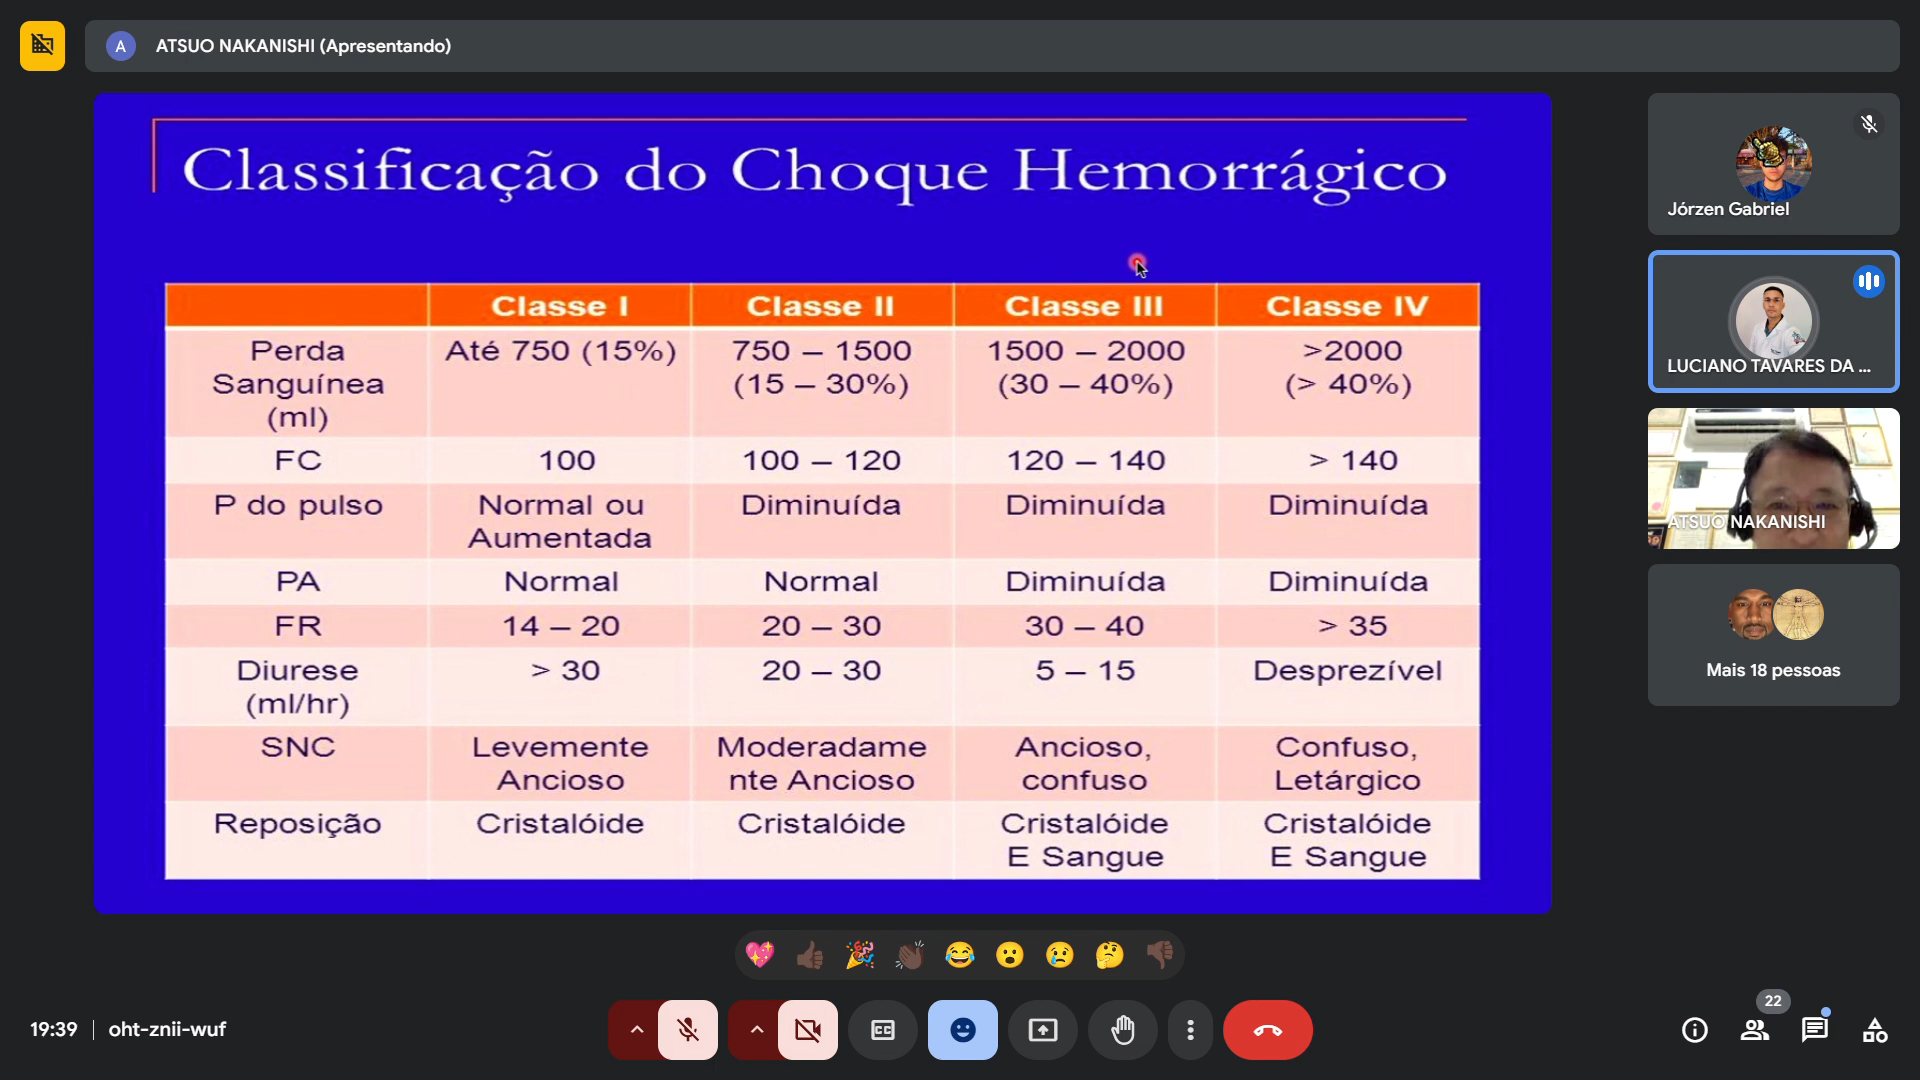 A ATSUO NAKANISHI (Apresentando)
Classificação do Choque Hemorrágico
Classe I Classe II Classe III Classe IV
Perda Sanguínea (ml) Até 750 (15%) 750 – 1500 (15 – 30%) 1500 – 2000 (30 – 40%) >2000 (> 40%)
FC 100 100 – 120 120 – 140 > 140
P do pulso Normal ou Aumentada Diminuída Diminuída Diminuída
PA Normal Normal Diminuída Diminuída
FR 14 – 20 20 – 30 30 – 40 > 35
Diurese (ml/hr) > 30 20 – 30 5 – 15 Desprezível
SNC Levemente Ancioso Moderadame nte Ancioso Ancioso, confuso Confuso, Letárgico
Reposição Cristalóide Cristalóide Cristalóide E Sangue Cristalóide E Sangue
Jórzen Gabriel
LUCIANO TAVARES DA ...
ATSUO NAKANISHI
Mais 18 pessoas
19:39 | oht-znii-wuf
CC
22